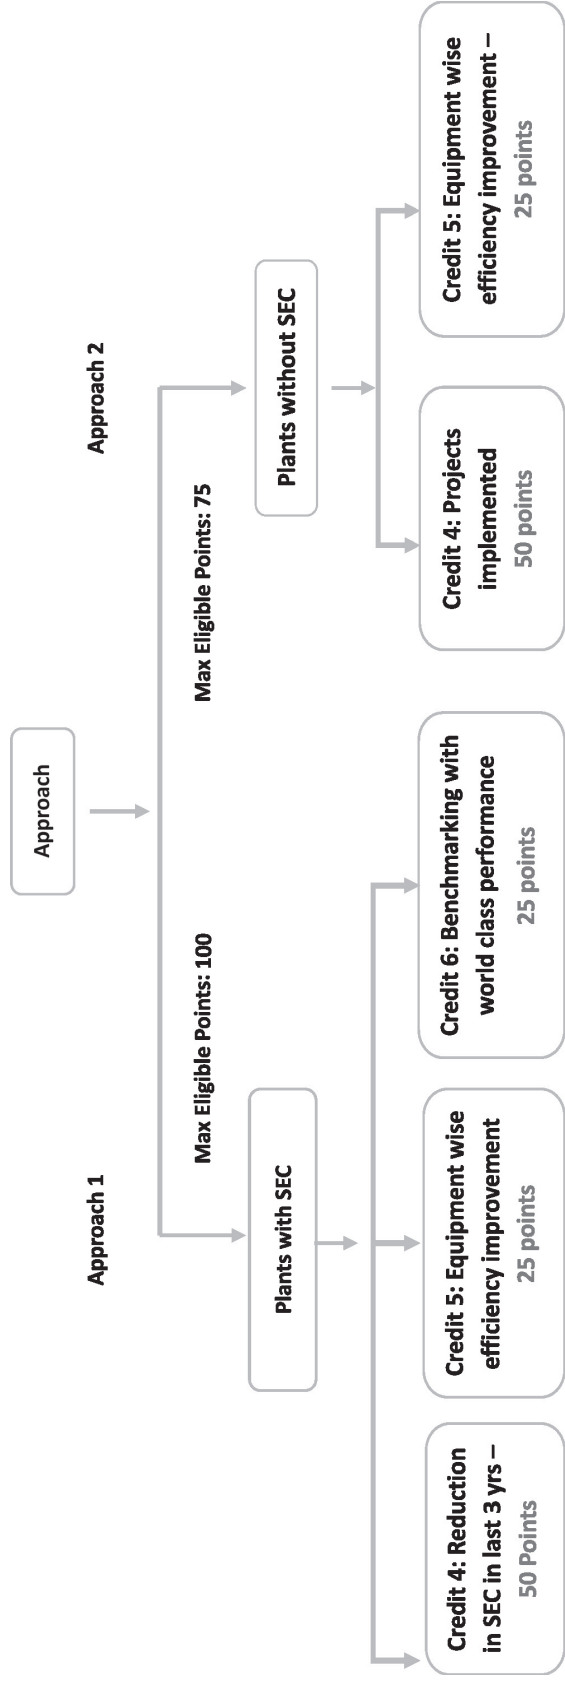 Approach
Approach 1
Approach 2
Max Eligible Points: 100
Max Eligible Points: 75
Plants with SEC
Plants without SEC
Credit 4: Reduction
in SEC in last 3 yrs –
50 Points
Credit 5: Equipment wise
efficiency improvement
25 points
Credit 6: Benchmarking with
world class performance
25 points
Credit 4: Projects
implemented
50 points
Credit 5: Equipment wise
efficiency improvement –
25 points